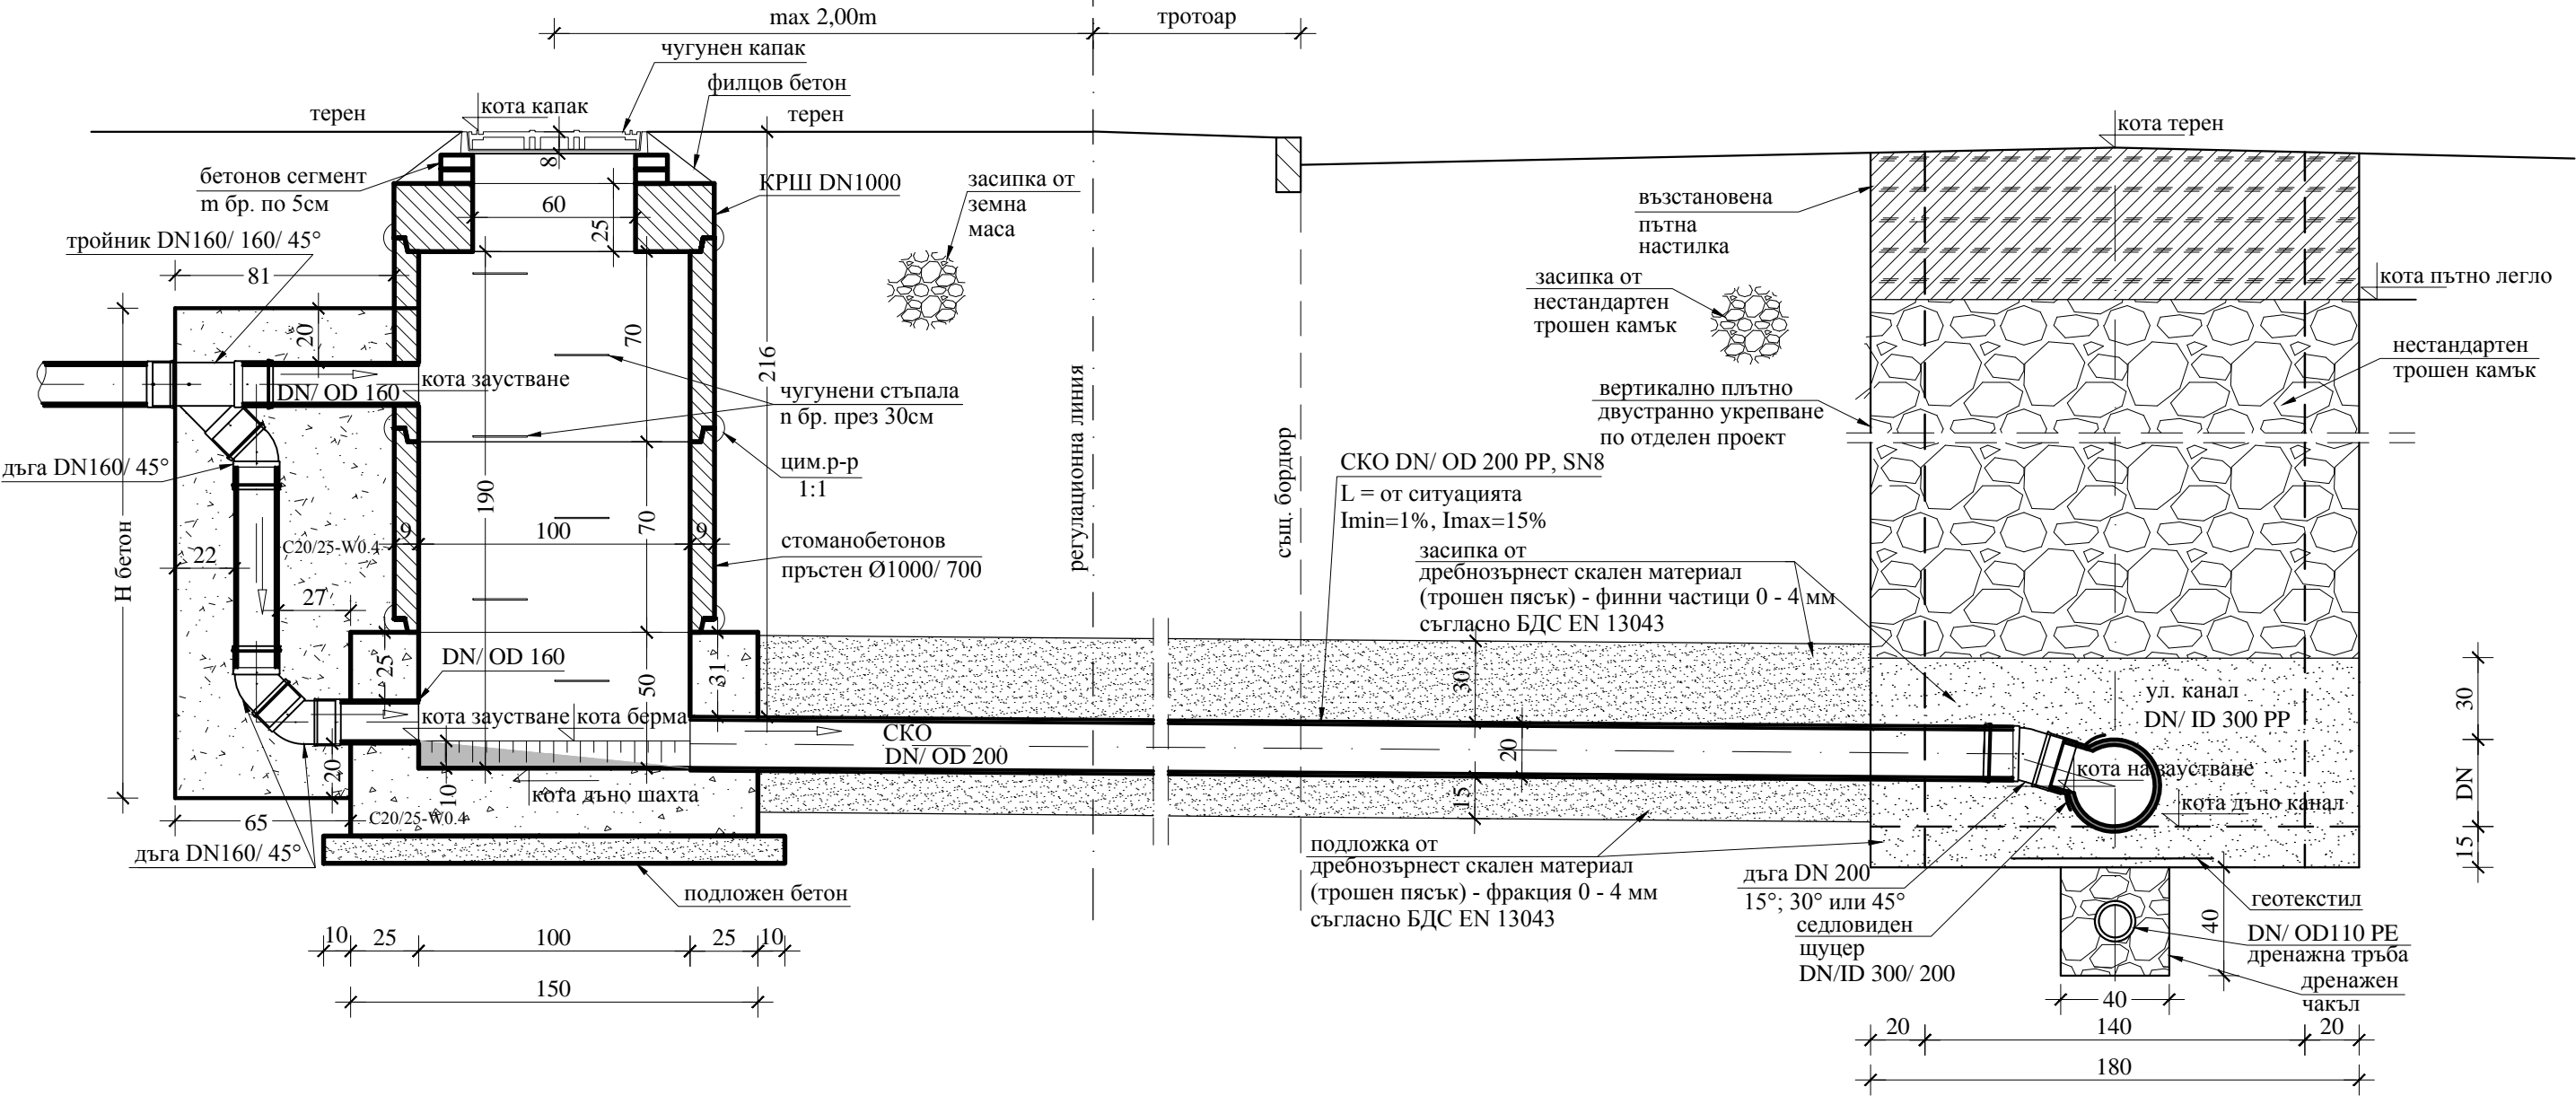 max 2,00m
тротоар
чугунен капак
филцов бетон
кота капак
терен
терен
8
бетонов сегмент
m бр. по 5см
КРШ DN1000
засипка от
земна
маса
тройник DN160/ 160/ 45°
60
25
81
20
70
216
DN/ OD 160
кота заустване
чугунени стъпала
n бр. през 30см
дъга DN160/ 45°
цим.р-р
1:1
190
70
9
100
9
C20/25-W0.4
22
стоманобетонов
пръстен Ø1000/ 700
H бетон
27
25
DN/ OD 160
50
31
кота заустване
кота берма
СКО
DN/ OD 200
20
10
кота дъно шахта
65
C20/25-W0.4
дъга DN160/ 45°
подложен бетон
10
25
100
25
10
150
регулационна линия
същ. бордюр
кота терен
възстановена
пътна
настилка
засипка от
нестандартен
трошен камък
кота пътно легло
нестандартен
трошен камък
вертикално плътно
двустранно укрепване
по отделен проект
СКО DN/ OD 200 PP, SN8
L = от ситуацията
Imin=1%, Imax=15%
засипка от
дребнозърнест скален материал
(трошен пясък) - финни частици 0 - 4 мм
съгласно БДС EN 13043
30
20
15
ул. канал
DN/ ID 300 PP
30
DN
15
кота на заустване
кота дъно канал
подложка от
дребнозърнест скален материал
(трошен пясък) - фракция 0 - 4 мм
съгласно БДС EN 13043
дъга DN 200
15°; 30° или 45°
седловиден
щуцер
DN/ID 300/ 200
геотекстил
40
DN/ OD110 PE
дренажна тръба
дренажен
чакъл
40
20
140
20
180